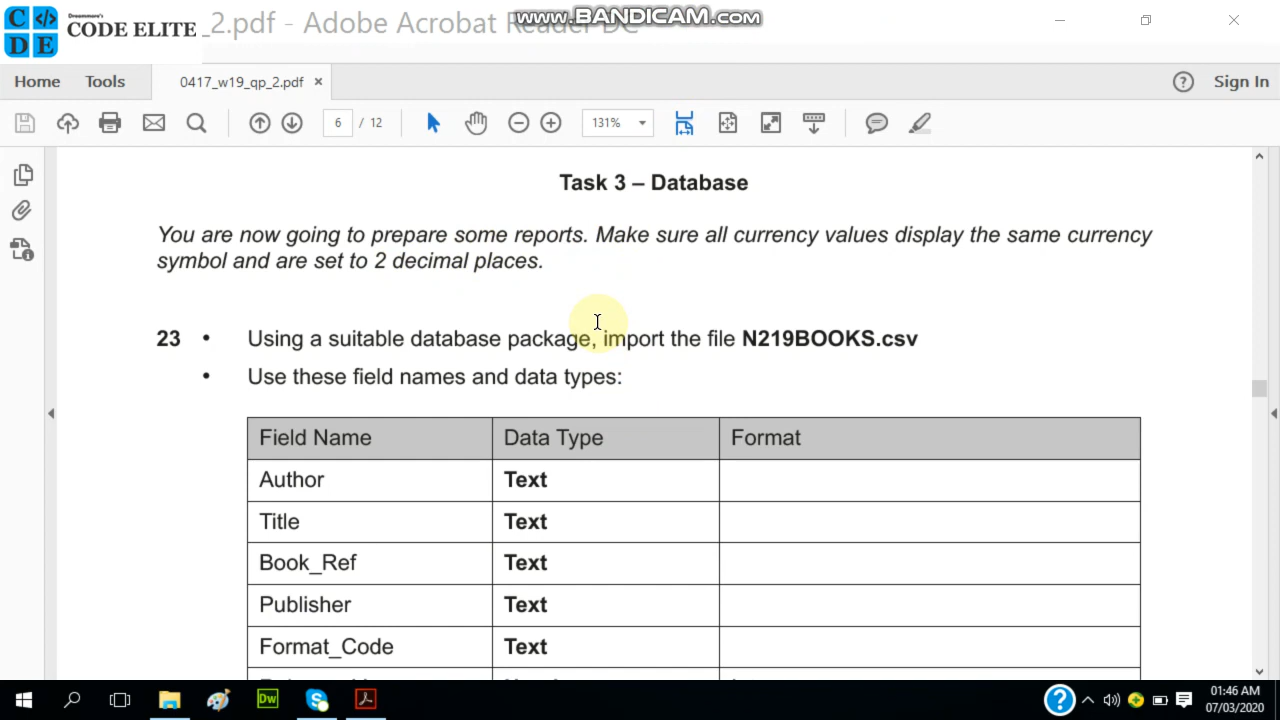 www.BANDICAM.com
Dreammore's
C </> D E CODE ELITE _2.pdf - Adobe Acrobat Reader DC
Home Tools 0417_w19_qp_2.pdf × ? Sign In
6 / 12 131%
Task 3 – Database
You are now going to prepare some reports. Make sure all currency values display the same currency
symbol and are set to 2 decimal places.
23 • Using a suitable database package, import the file N219BOOKS.csv
• Use these field names and data types:
Field Name Data Type Format
Author Text
Title Text
Book_Ref Text
Publisher Text
Format_Code Text
Dw ? 01:46 AM
07/03/2020